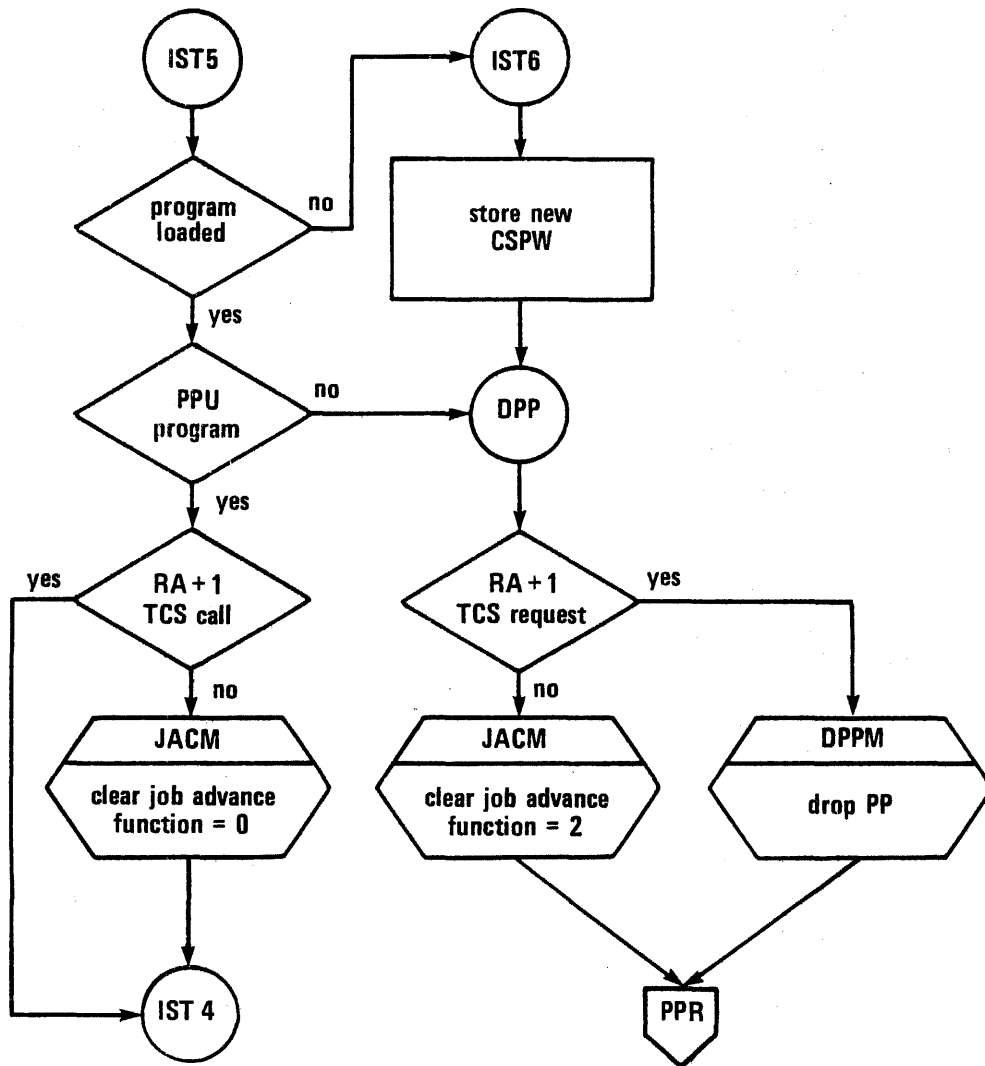 IST5
IST6
program
loaded
no
store new
CSPW
yes
PPU
program
no
DPP
yes
yes
RA + 1
TCS call
RA + 1
TCS request
yes
no
no
JACM
clear job advance
function = 0
JACM
clear job advance
function = 2
DPPM
drop PP
IST 4
PPR